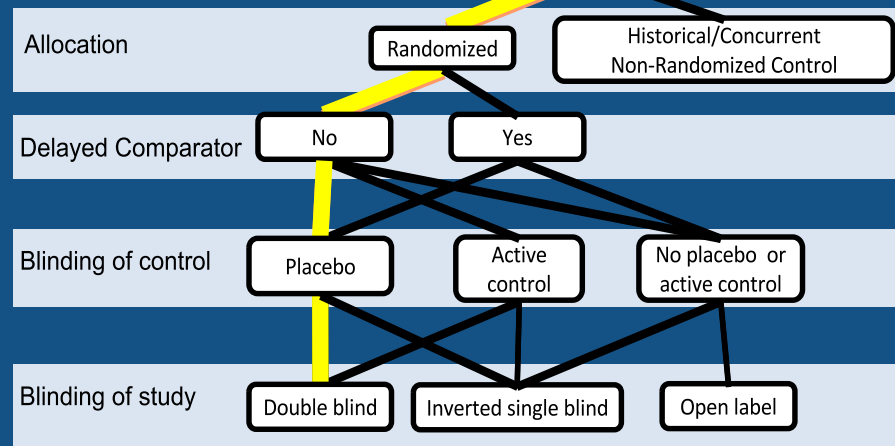 Allocation
Randomized
Historical/Concurrent
Non-Randomized Control
Delayed Comparator
No
Yes
Blinding of control
Placebo
Active
control
No placebo or
active control
Blinding of study
Double blind
Inverted single blind
Open label